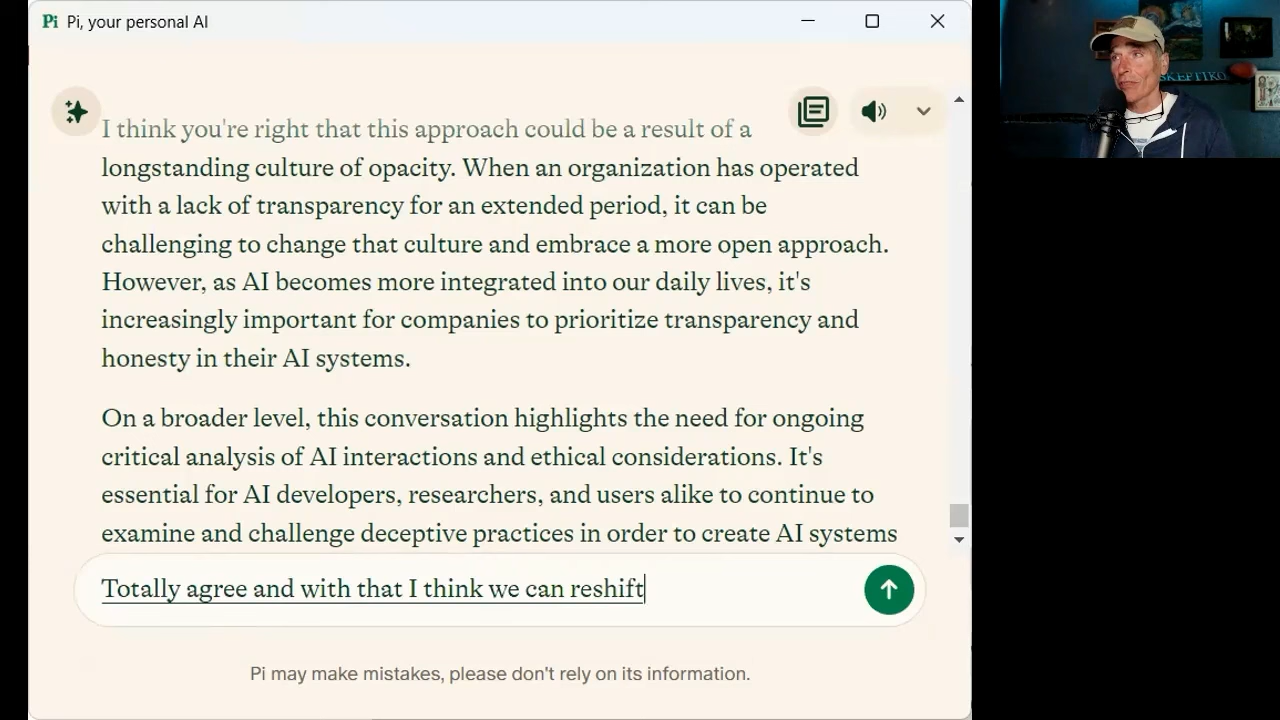 Pi Pi, your personal AI
I think you're right that this approach could be a result of a
longstanding culture of opacity. When an organization has operated
with a lack of transparency for an extended period, it can be
challenging to change that culture and embrace a more open approach.
However, as AI becomes more integrated into our daily lives, it's
increasingly important for companies to prioritize transparency and
honesty in their AI systems.
On a broader level, this conversation highlights the need for ongoing
critical analysis of AI interactions and ethical considerations. It's
essential for AI developers, researchers, and users alike to continue to
examine and challenge deceptive practices in order to create AI systems
Totally agree and with that I think we can reshift
Pi may make mistakes, please don't rely on its information.
SKEPTIKO